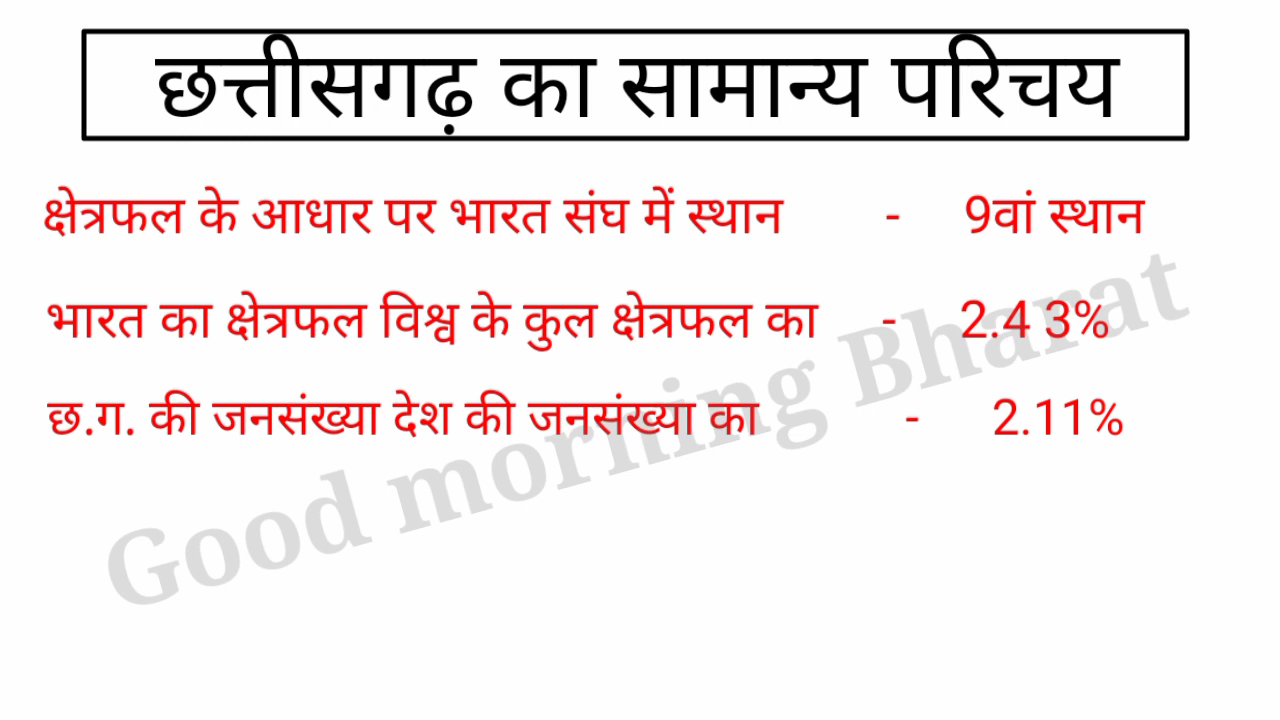 छत्तीसगढ़ का सामान्य परिचय
क्षेत्रफल के आधार पर भारत संघ में स्थान - 9वां स्थान
भारत का क्षेत्रफल विश्व के कुल क्षेत्रफल का - 2.4 3%
छ.ग. की जनसंख्या देश की जनसंख्या का - 2.11%
Good morning Bharat